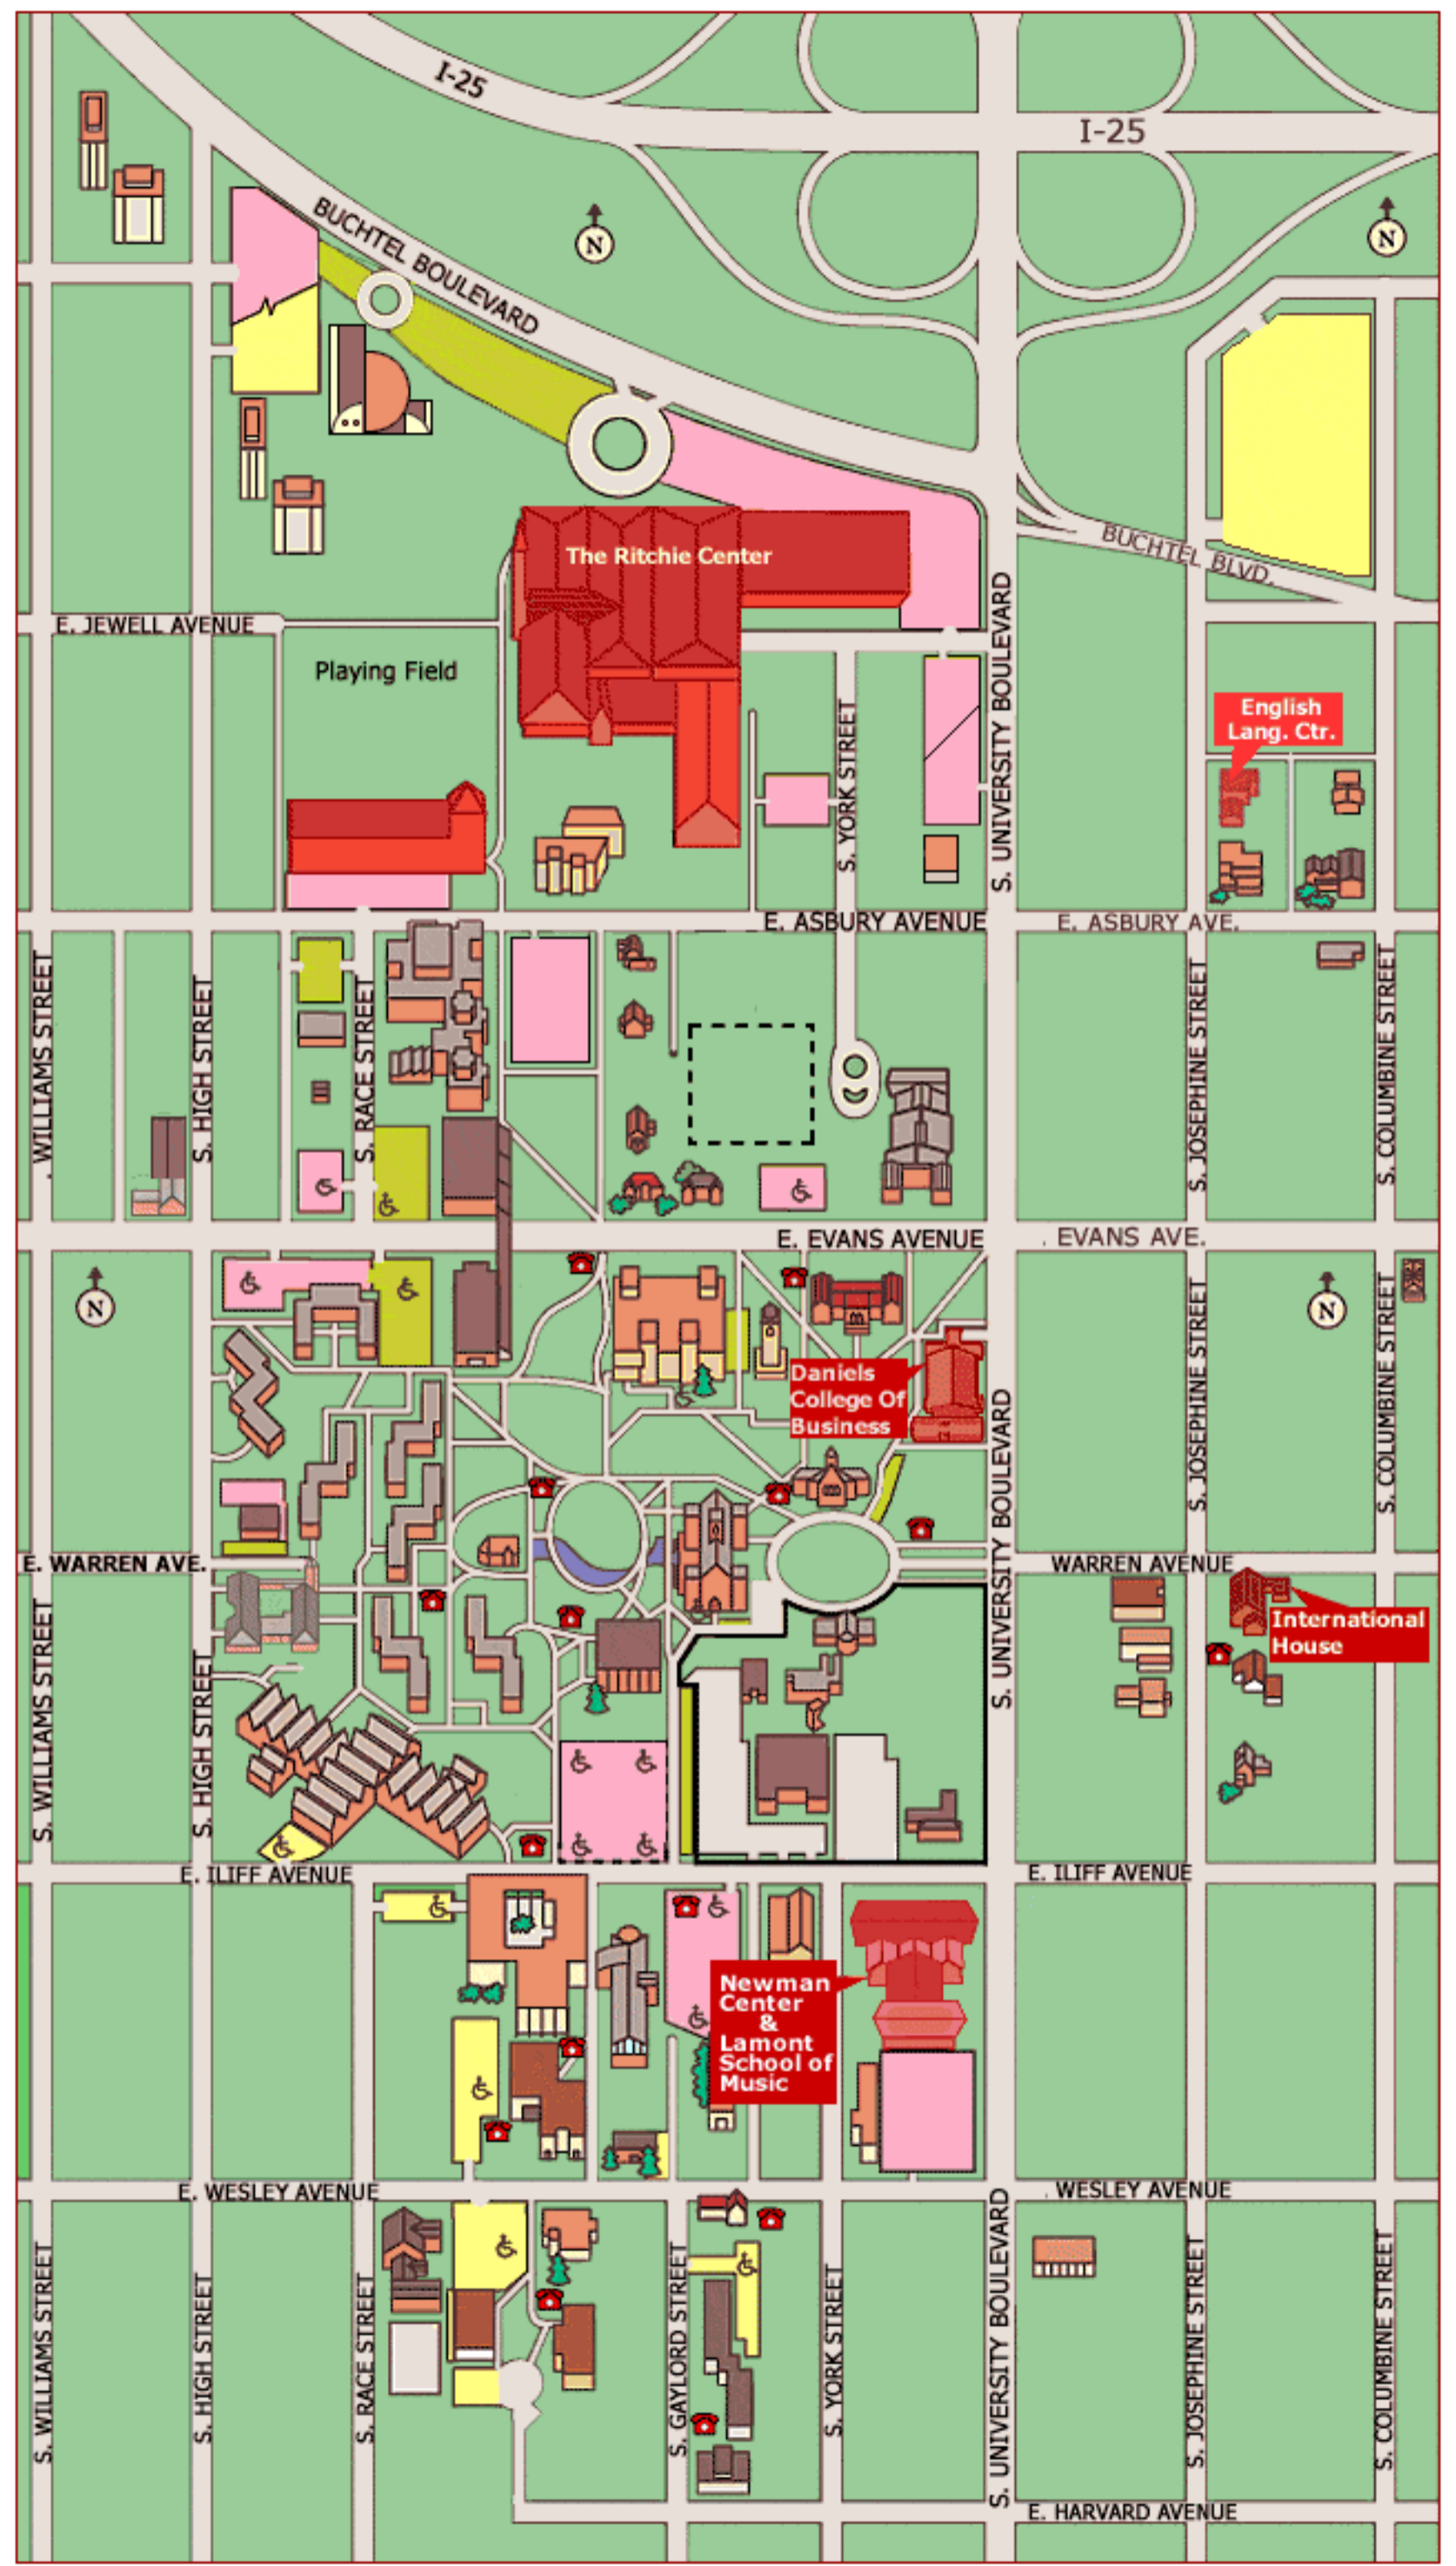 I-25
I-25
BUCHTEL BOULEVARD
N
N
The Ritchie Center
BUCHTEL BLVD.
E. JEWELL AVENUE
Playing Field
S. YORK STREET
S. UNIVERSITY BOULEVARD
English
Lang. Ctr.
E. ASBURY AVENUE
E. ASBURY AVE.
. WILLIAMS STREET
S. HIGH STREET
S. RACE STREET
S. JOSEPHINE STREET
S. COLUMBINE STREET
E. EVANS AVENUE
. EVANS AVE.
N
N
Daniels
College Of
Business
S. UNIVERSITY BOULEVARD
S. JOSEPHINE STREET
S. COLUMBINE STREET
E. WARREN AVE.
WARREN AVENUE
International
House
S. WILLIAMS STREET
S. HIGH STREET
E. ILIFF AVENUE
E. ILIFF AVENUE
Newman
Center
&
Lamont
School of
Music
E. WESLEY AVENUE
. WESLEY AVENUE
S. WILLIAMS STREET
S. HIGH STREET
S. RACE STREET
S. GAYLORD STREET
S. YORK STREET
S. UNIVERSITY BOULEVARD
S. JOSEPHINE STREET
S. COLUMBINE STREET
E. HARVARD AVENUE